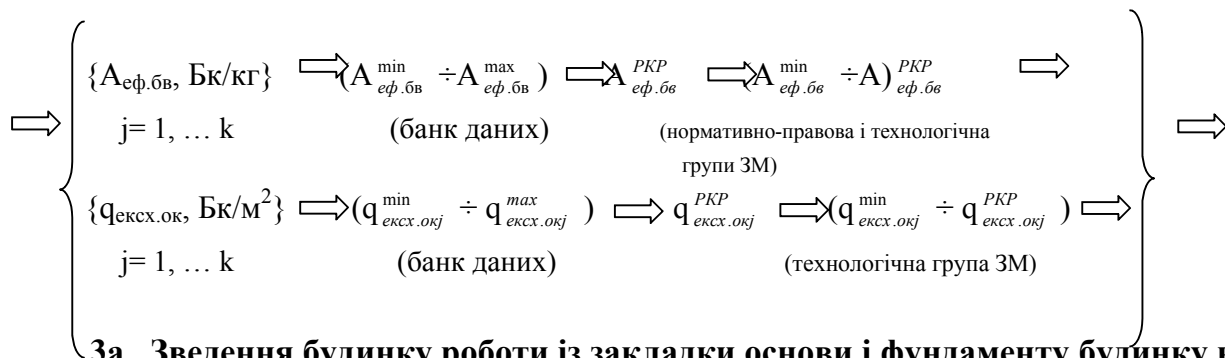 {Aеф.бв, Бк/кг} ⇒ (A min еф.бв ÷A max еф.бв ) ⇒ A РКР еф.бв ⇒ (A min еф.бв ÷A) РКР еф.бв ⇒
⇒ j= 1, … k (банк даних) (нормативно-правова і технологічна ⇒
групи ЗМ)
{qексх.ок, Бк/м2} ⇒ (q min ексх.окj ÷ q max ексх.окj ) ⇒ q РКР ексх.окj ⇒ (q min ексх.окj ÷ q РКР ексх.окj ) ⇒
j= 1, … k (банк даних) (технологічна група ЗМ)
3а. Зведення будинку роботи із закладки основи і фундаменту будинку